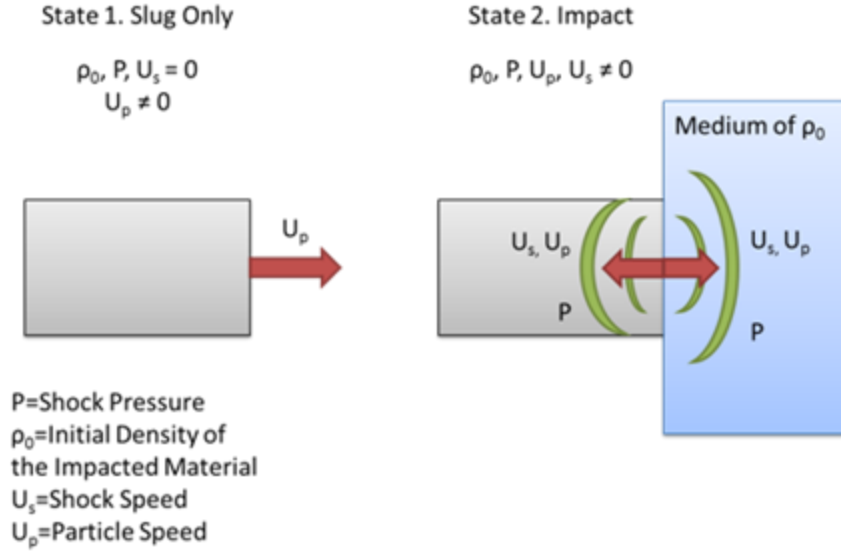 State 1. Slug Only
ρ₀, P, Uₛ = 0
Uₚ ≠ 0
Uₚ
State 2. Impact
ρ₀, P, Uₚ, Uₛ ≠ 0
Medium of ρ₀
Uₛ, Uₚ
P
Uₛ, Uₚ
P
P=Shock Pressure
ρ₀=Initial Density of
the Impacted Material
Uₛ=Shock Speed
Uₚ=Particle Speed